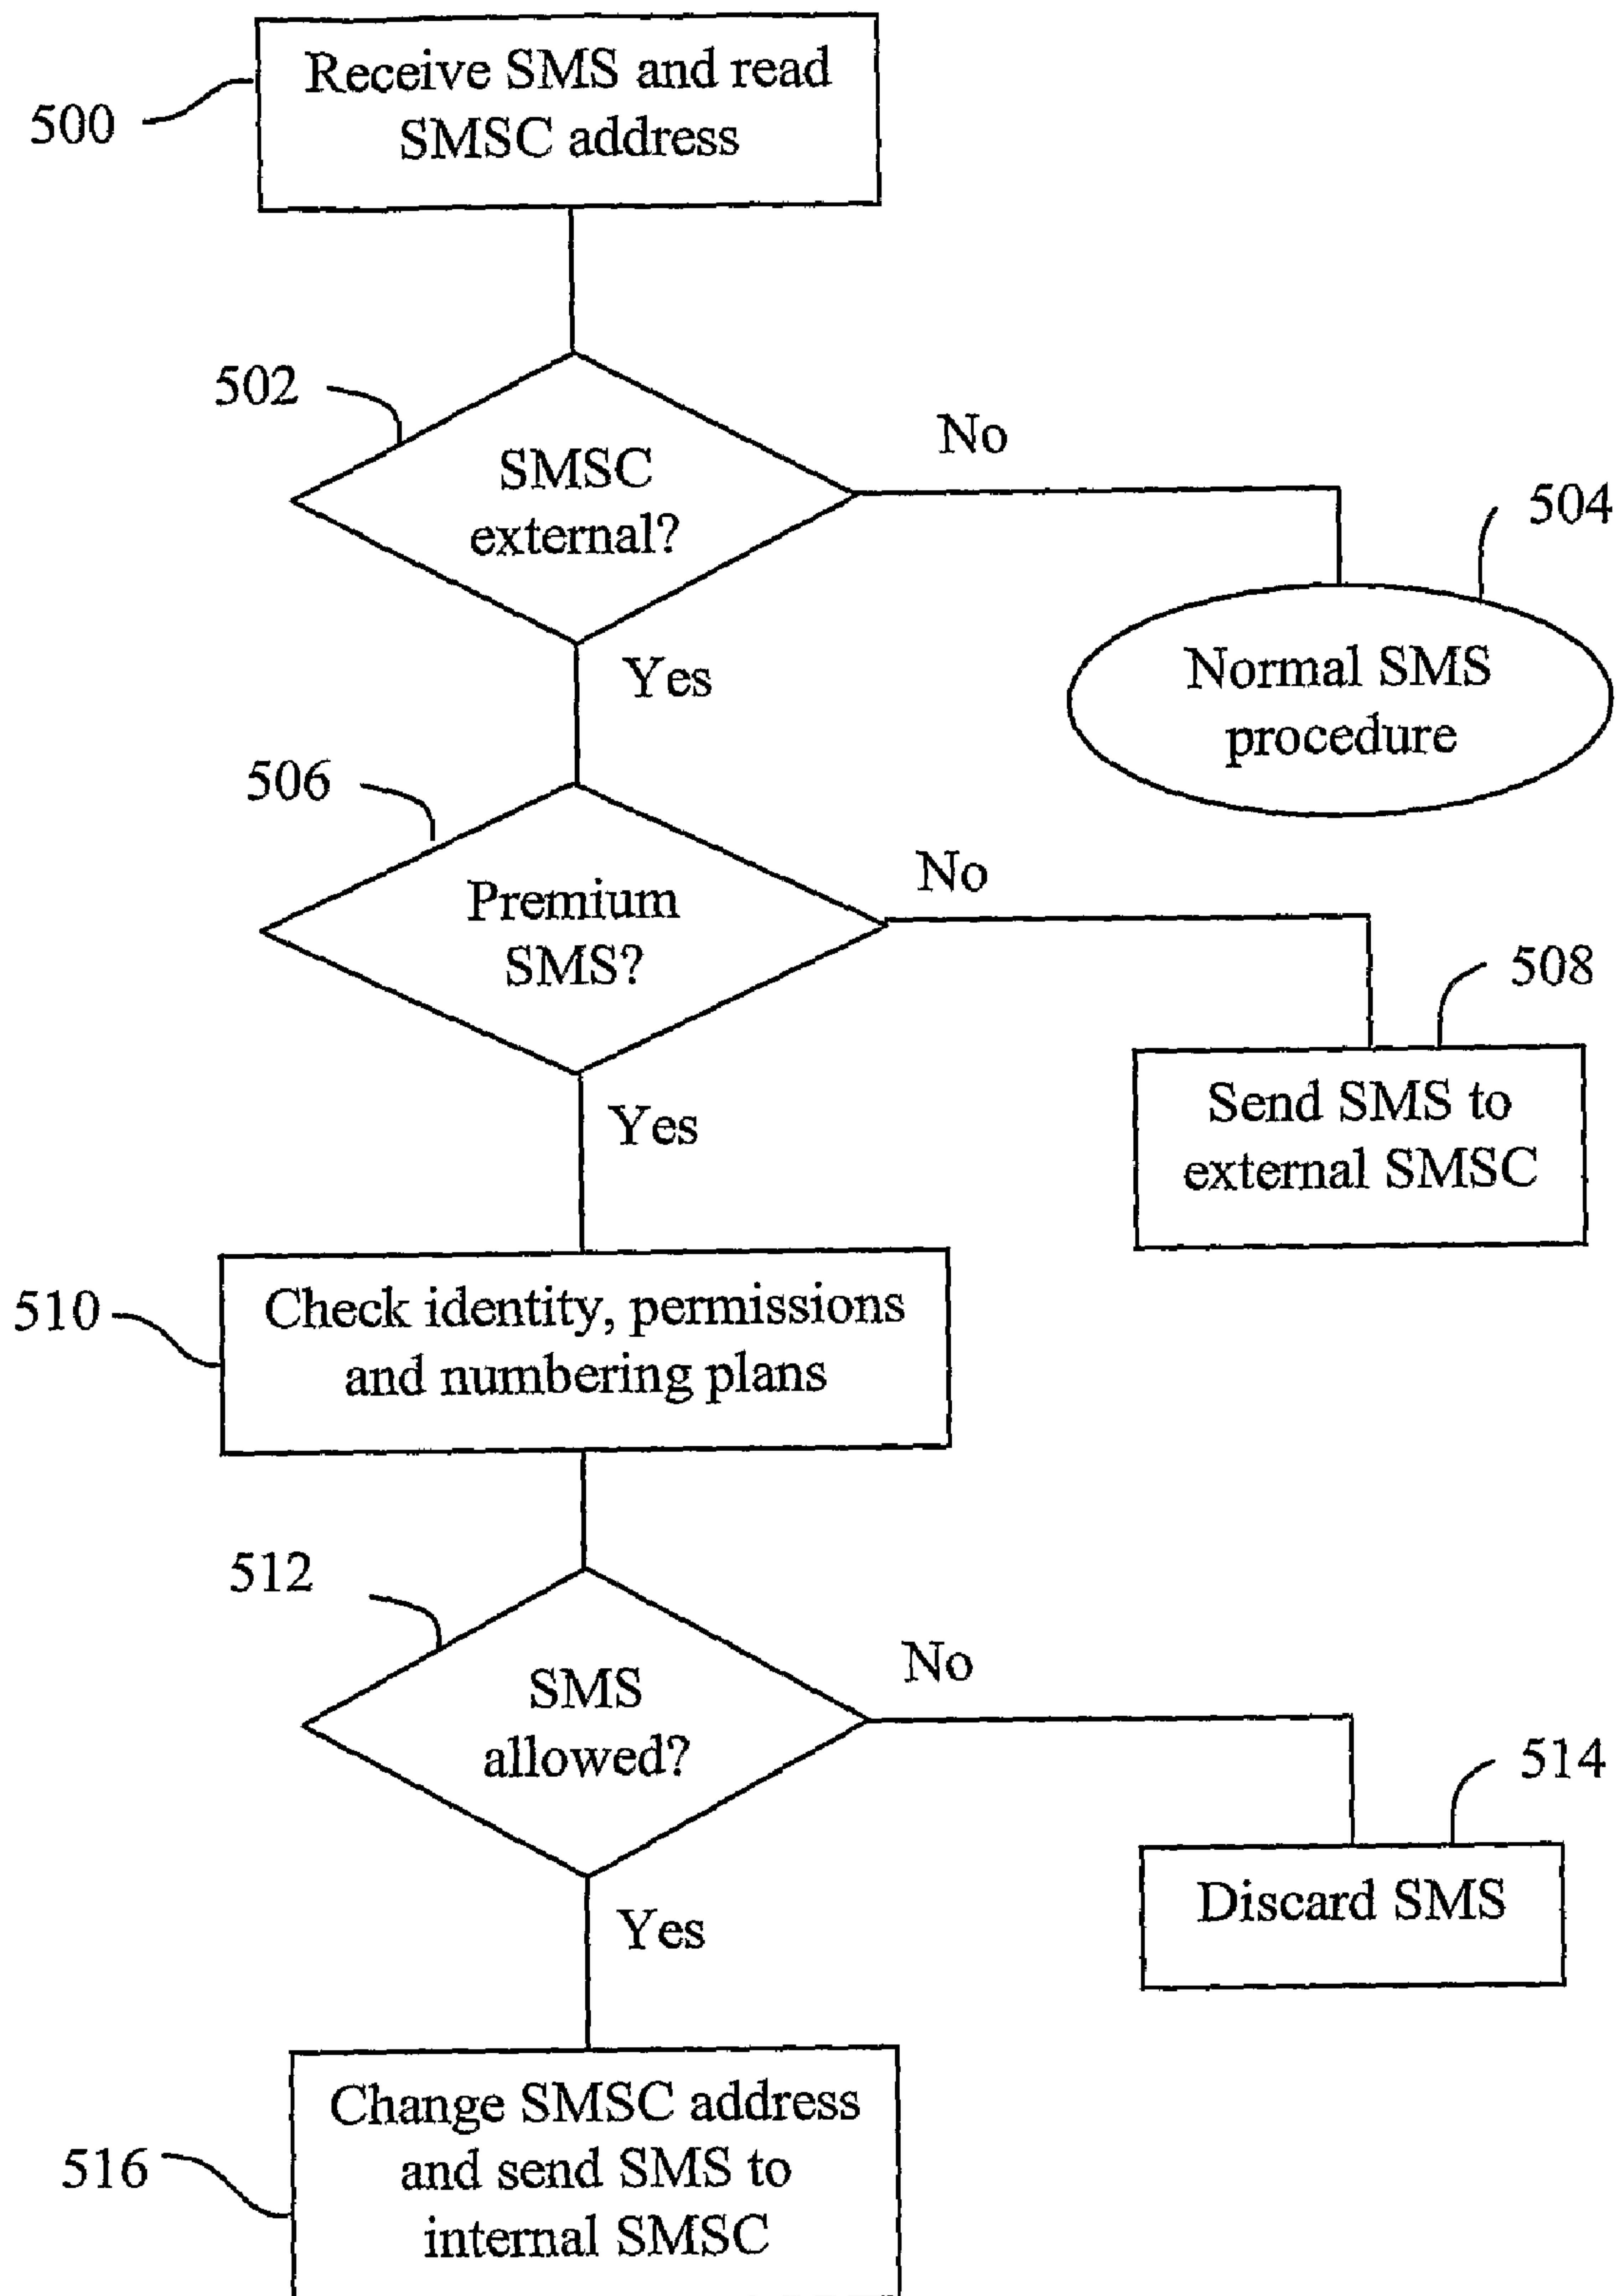 Receive SMS and read
SMSC address
500
502
SMSC
external?
No
504
Normal SMS
procedure
Yes
506
Premium
SMS?
No
508
Send SMS to
external SMSC
Yes
510
Check identity, permissions
and numbering plans
512
SMS
allowed?
No
514
Discard SMS
Yes
516
Change SMSC address
and send SMS to
internal SMSC